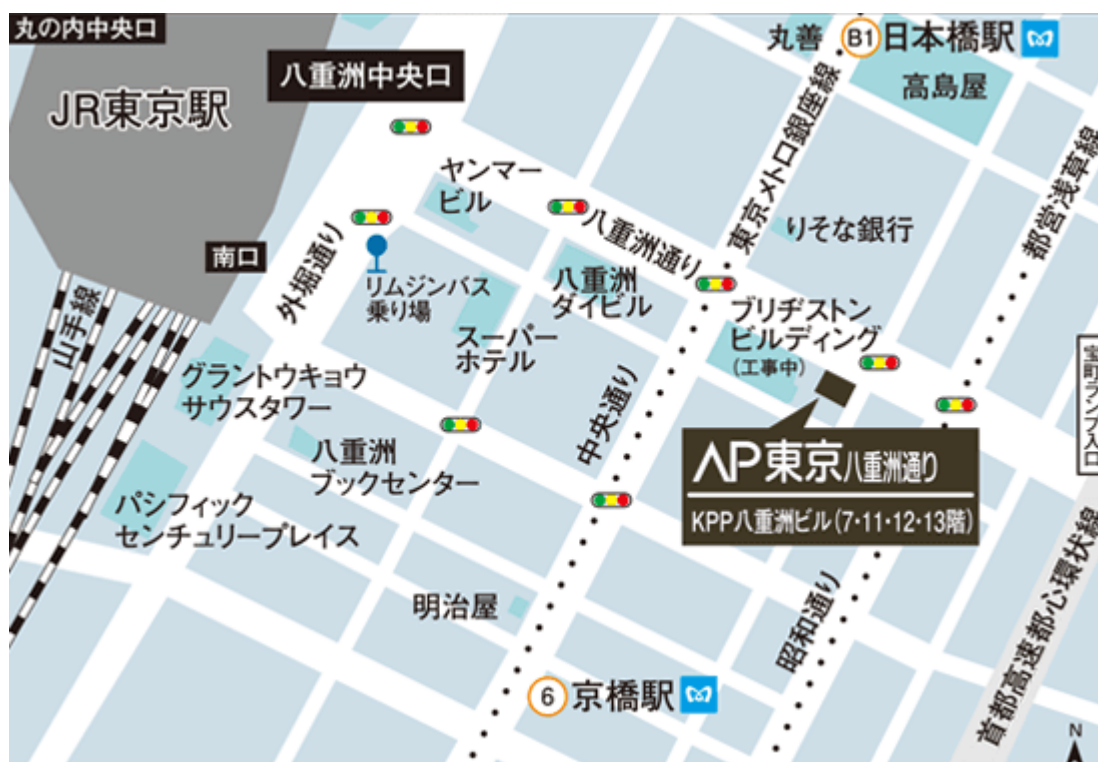 丸の内中央口
JR東京駅
八重洲中央口
丸善
B1
日本橋駅
高島屋
ヤンマー
ビル
八重洲通り
東京メトロ銀座線
りそな銀行
都営浅草線
南口
外堀通り
リムジンバス
乗り場
八重洲
ダイビル
ブリヂストン
ビルディング
(工事中)
山手線
スーパー
ホテル
グラントウキョウ
サウスタワー
中央通り
宝町ランプ入口
八重洲
ブックセンター
AP東京八重洲通り
KPP八重洲ビル(7・11・12・13階)
パシフィック
センチュリープレイス
明治屋
昭和通り
首都高速都心環状線
6
京橋駅
N